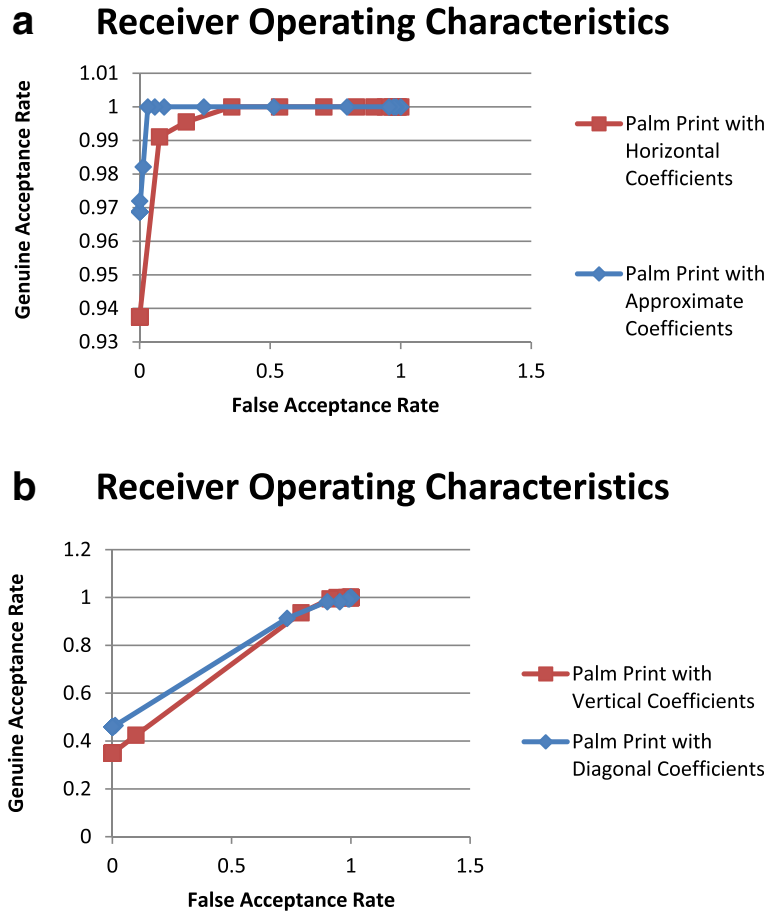 a
Receiver Operating Characteristics
1.01
1
0.99
0.98
0.97
0.96
0.95
0.94
0.93
Genuine Acceptance Rate
0
0.5
1
1.5
False Acceptance Rate
Palm Print with
Horizontal
Coefficients
Palm Print with
Approximate
Coefficients
b
Receiver Operating Characteristics
1.2
1
0.8
0.6
0.4
0.2
0
Genuine Acceptance Rate
0
0.5
1
1.5
False Acceptance Rate
Palm Print with
Vertical Coefficients
Palm Print with
Diagonal Coefficients